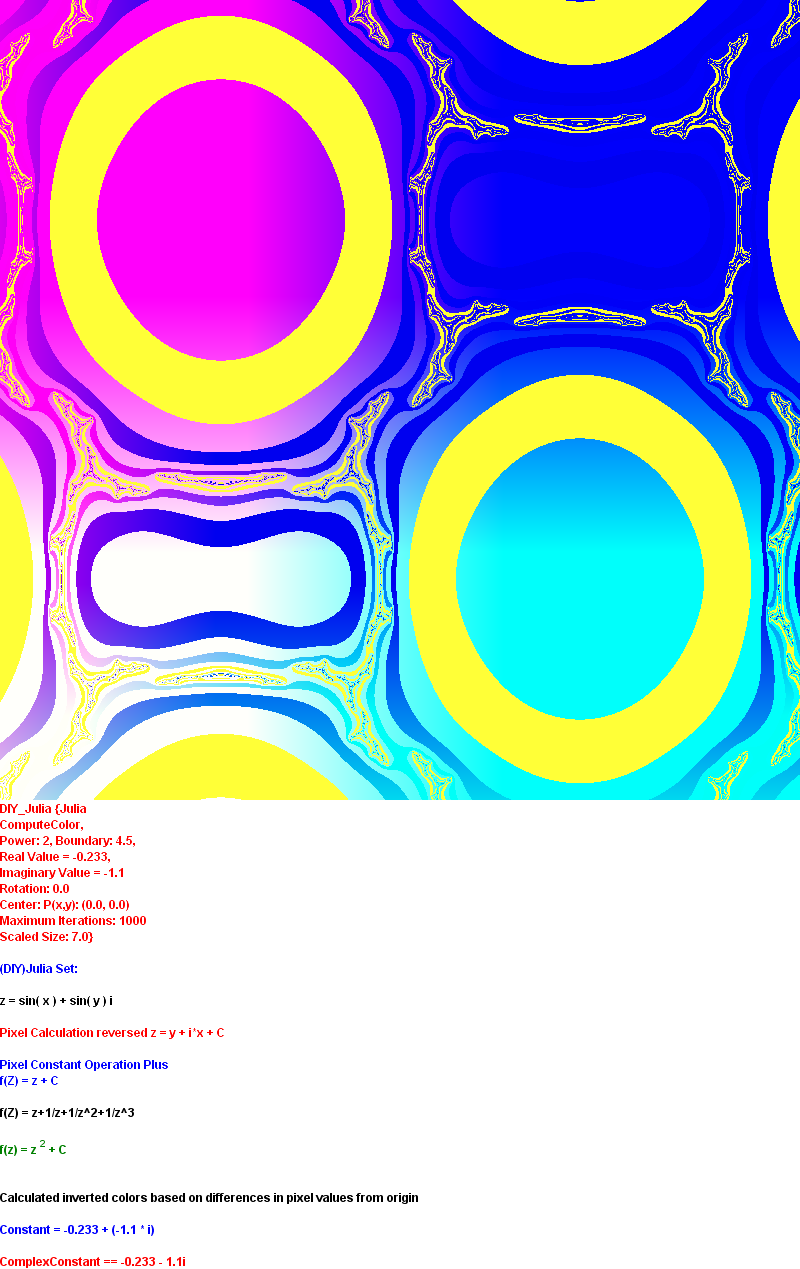 DIY_Julia {Julia
ComputeColor,
Power: 2, Boundary: 4.5,
Real Value = -0.233,
Imaginary Value = -1.1
Rotation: 0.0
Center: P(x,y): (0.0, 0.0)
Maximum Iterations: 1000
Scaled Size: 7.0}
(DIY)Julia Set:
z = sin( x ) + sin( y ) i
Pixel Calculation reversed z = y + i*x + C
Pixel Constant Operation Plus
f(Z) = z + C
f(Z) = z+1/z+1/z^2+1/z^3
f(z) = z 2 + C
Calculated inverted colors based on differences in pixel values from origin
Constant = -0.233 + (-1.1 * i)
ComplexConstant == -0.233 - 1.1i